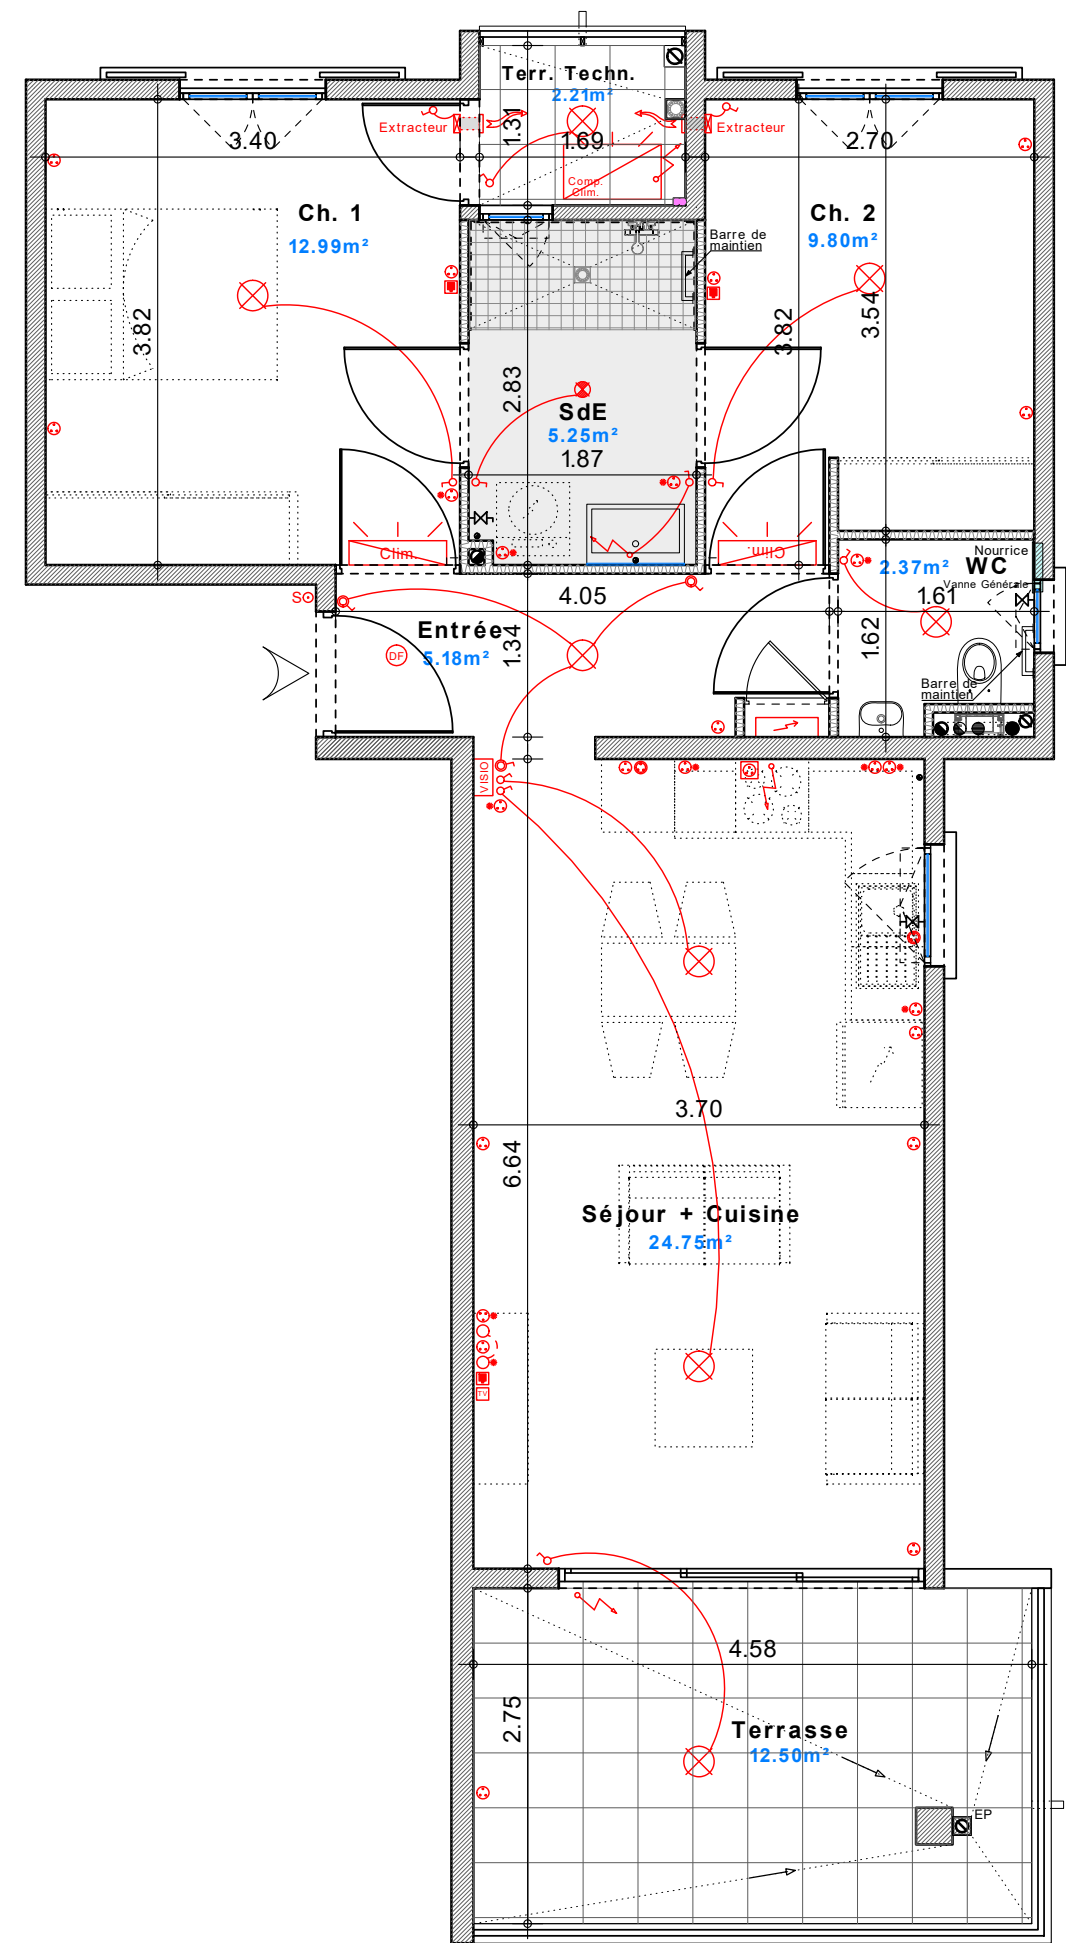 Terr. Techn.
2.21m²
1.31
1.69
Extracteur
Extracteur
Comp.
Clim.
3.40
2.70
Ch. 1
12.99m²
Ch. 2
9.80m²
Barre de
maintien
3.82
3.82
3.54
2.83
SdE
5.25m²
1.87
Clim.
Clim.
Nourrice
WC
2.37m²
Vanne Générale
1.61
1.62
Barre de
maintien
S
4.05
Entrée
5.18m²
1.34
DF
VISIO
3.70
6.64
Séjour + Cuisine
24.75m²
TV
4.58
2.75
Terrasse
12.50m²
EP